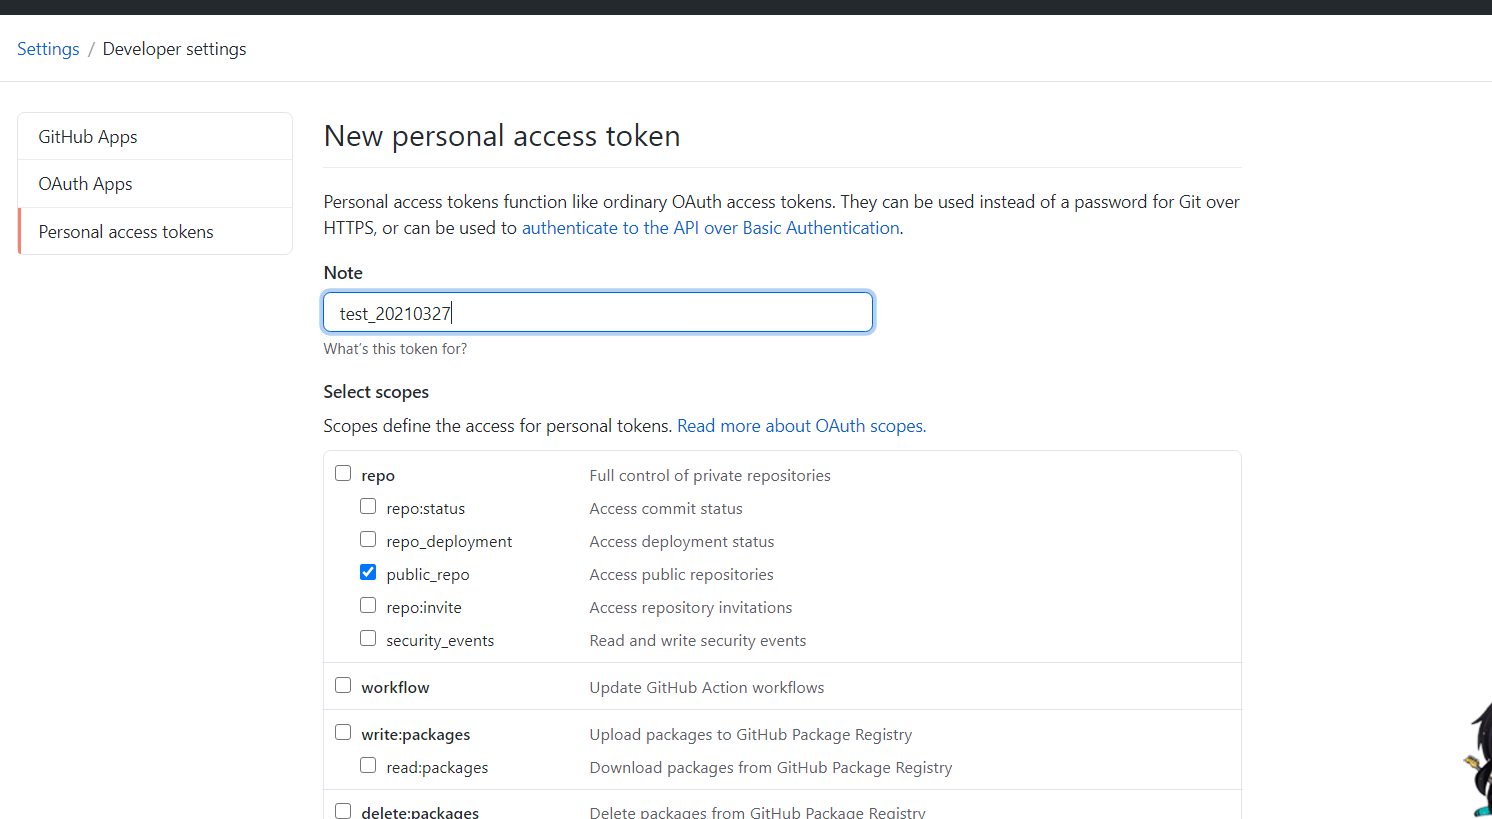 Settings / Developer settings
GitHub Apps
OAuth Apps
Personal access tokens
New personal access token
Personal access tokens function like ordinary OAuth access tokens. They can be used instead of a password for Git over
HTTPS, or can be used to authenticate to the API over Basic Authentication.
Note
test_20210327
What's this token for?
Select scopes
Scopes define the access for personal tokens. Read more about OAuth scopes.
repo Full control of private repositories
repo:status Access commit status
repo_deployment Access deployment status
public_repo Access public repositories
repo:invite Access repository invitations
security_events Read and write security events
workflow Update GitHub Action workflows
write:packages Upload packages to GitHub Package Registry
read:packages Download packages from GitHub Package Registry
delete:packages Delete packages from GitHub Package Registry